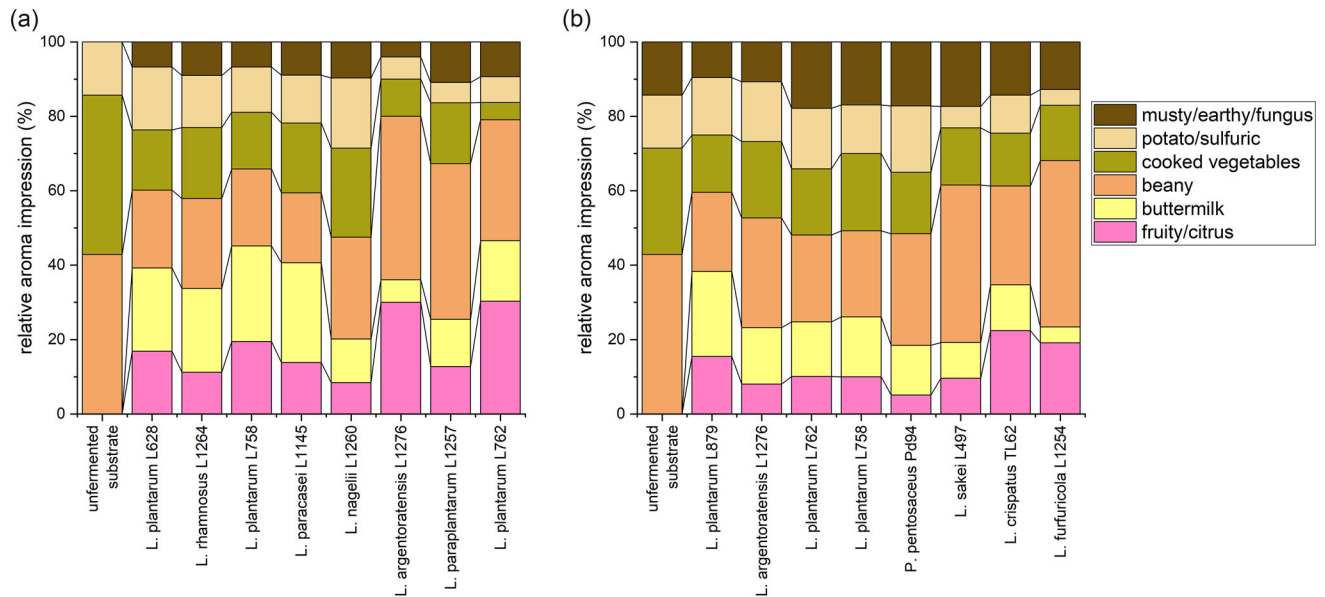 (a)
(b)
relative aroma impression (%)
100
80
60
40
20
0
unfermented
substrate
L. plantarum L628
L. rhamnosus L1264
L. plantarum L758
L. paracasei L1145
L. nagelii L1260
L. argentoratensis L1276
L. paraplantarum L1257
L. plantarum L762
relative aroma impression (%)
100
80
60
40
20
0
unfermented
substrate
L. plantarum L879
L. argentoratensis L1276
L. plantarum L762
L. plantarum L758
P. pentosaceus Pd94
L. sakei L497
L. crispatus TL62
L. furfuricola L1254
musty/earthy/fungus
potato/sulfuric
cooked vegetables
beany
buttermilk
fruity/citrus